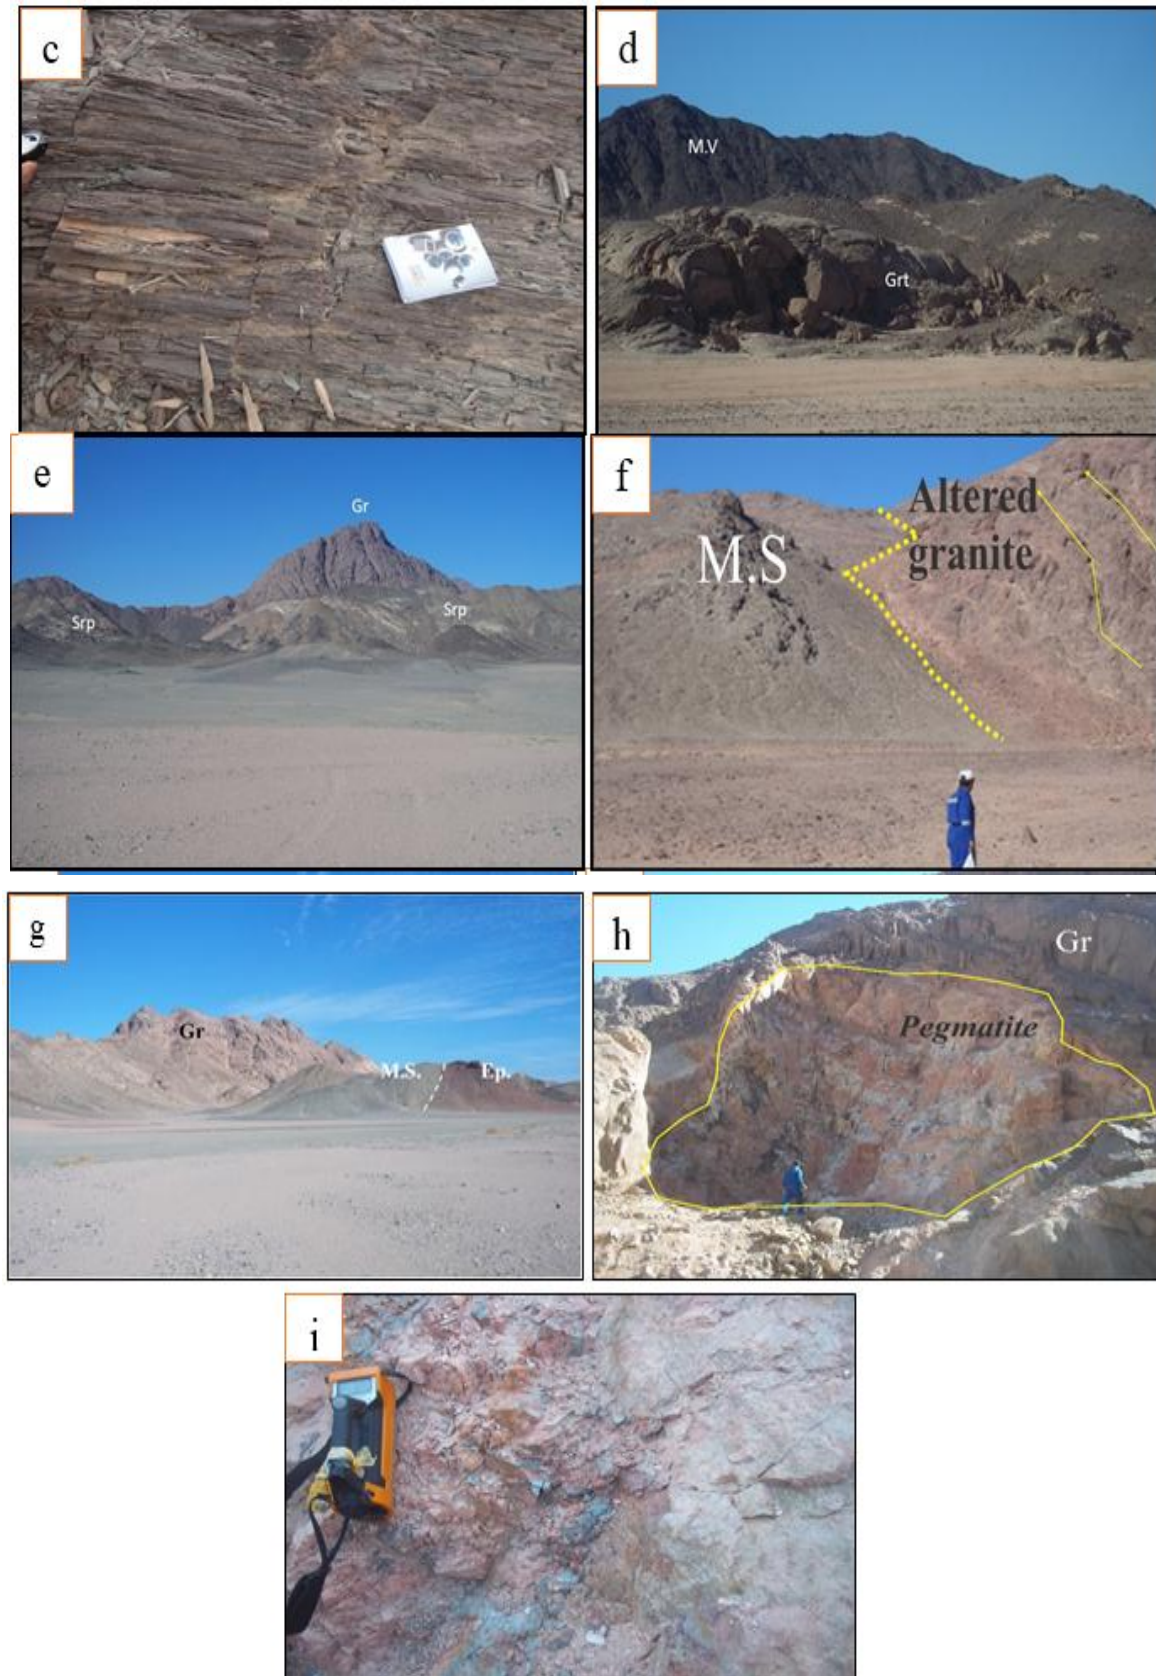 c
d
M.V
Grt
e
Gr
Srp
Srp
f
Altered
granite
M.S
g
Gr
M.S.
Ep.
h
Gr
Pegmatite
i